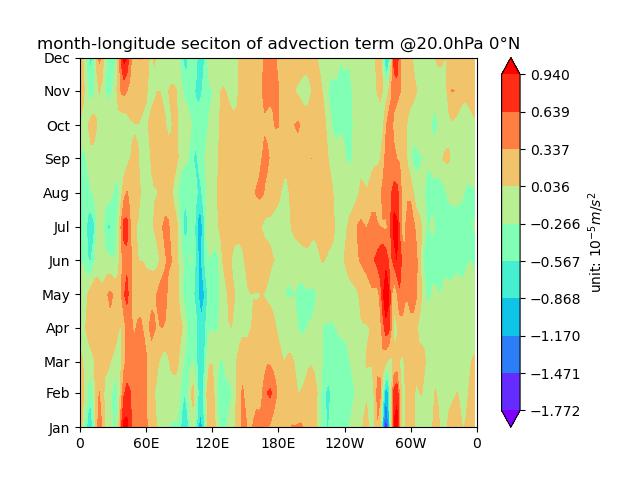 month-longitude seciton of advection term @20.0hPa 0°N
Dec
Nov
Oct
Sep
Aug
Jul
Jun
May
Apr
Mar
Feb
Jan
0 60E 120E 180E 120W 60W 0
0.940
0.639
0.337
0.036
−0.266
−0.567
−0.868
−1.170
−1.471
−1.772
unit: 10⁻⁵m/s²